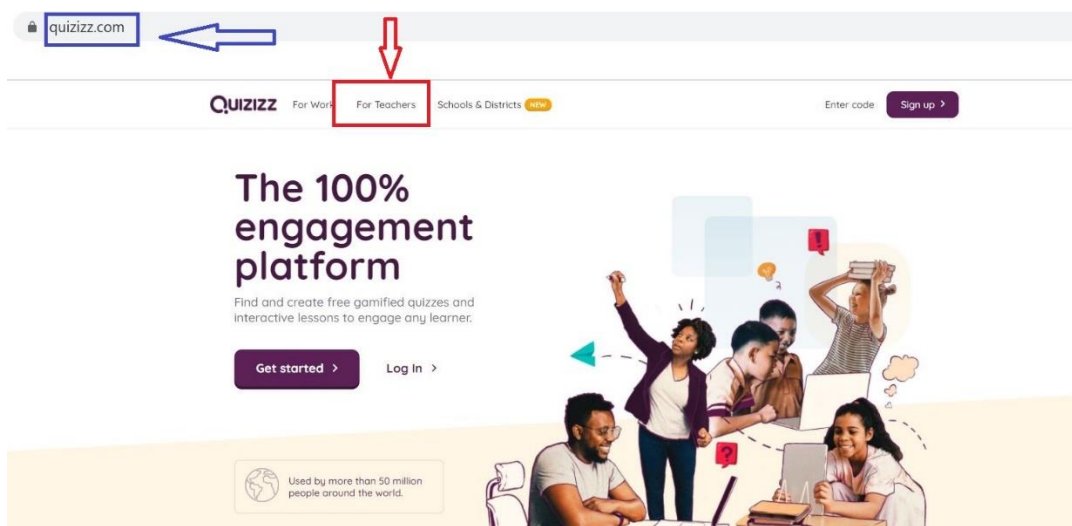 quizizz.com
QUIZIZZ For Work For Teachers Schools & Districts NEW Enter code Sign up >
The 100%
engagement
platform
Find and create free gamified quizzes and
interactive lessons to engage any learner.
Get started > Log In >
Used by more than 50 million
people around the world.